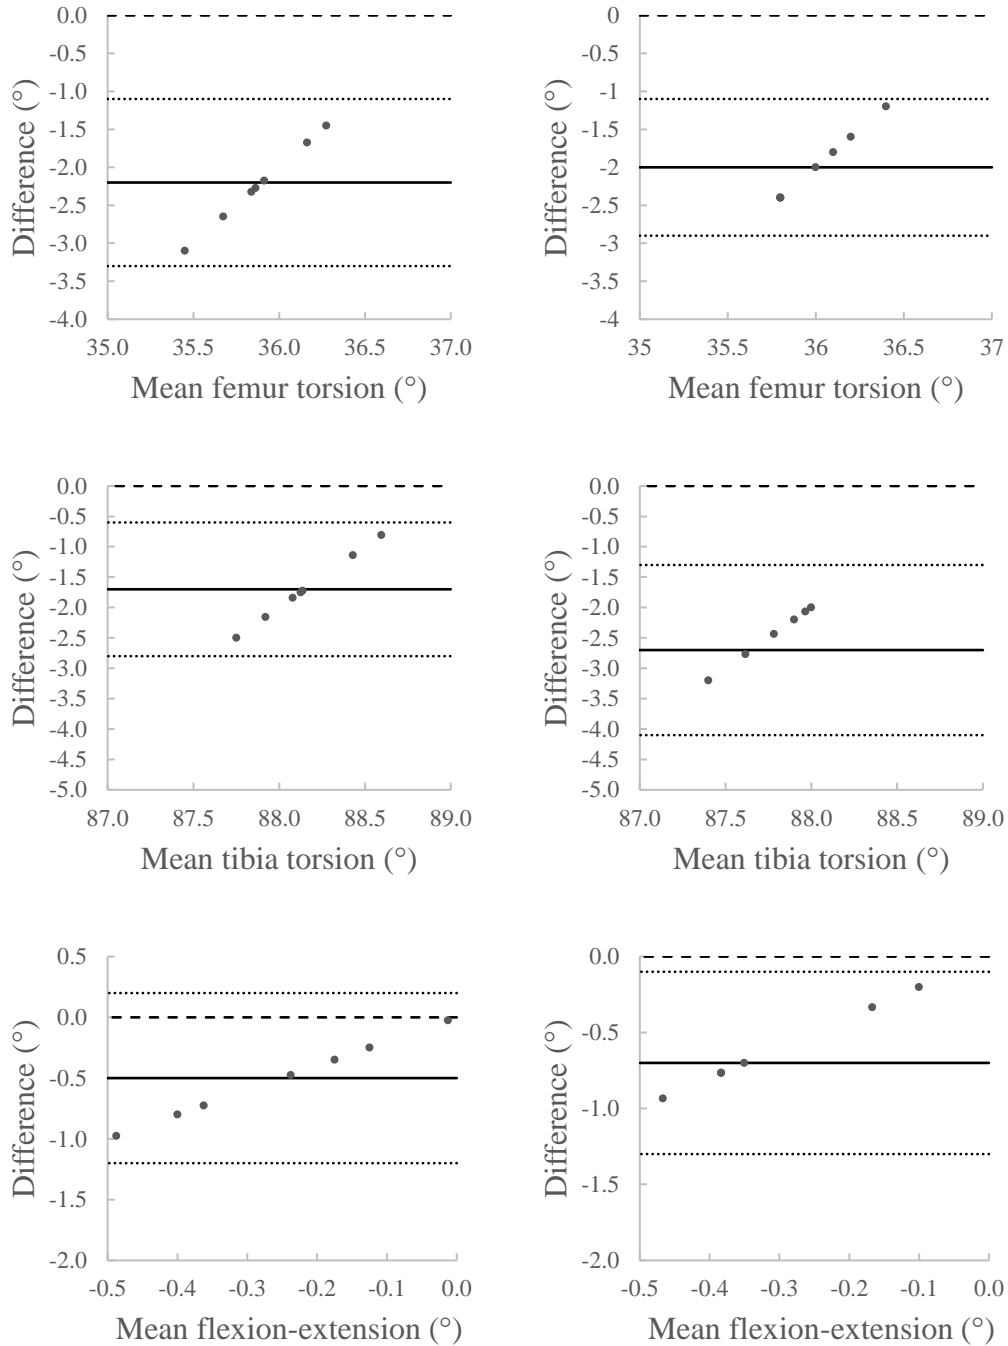 0.0
-0.5
-1.0
-1.5
-2.0
-2.5
-3.0
-3.5
-4.0
Difference (°)
35.0 35.5 36.0 36.5 37.0
Mean femur torsion (°)
0
-0.5
-1
-1.5
-2
-2.5
-3
-3.5
-4
Difference (°)
35 35.5 36 36.5 37
Mean femur torsion (°)
0.0
-0.5
-1.0
-1.5
-2.0
-2.5
-3.0
-3.5
-4.0
-4.5
-5.0
Difference (°)
87.0 87.5 88.0 88.5 89.0
Mean tibia torsion (°)
0.0
-0.5
-1.0
-1.5
-2.0
-2.5
-3.0
-3.5
-4.0
-4.5
-5.0
Difference (°)
87.0 87.5 88.0 88.5 89.0
Mean tibia torsion (°)
0.5
0.0
-0.5
-1.0
-1.5
-2.0
Difference (°)
-0.5 -0.4 -0.3 -0.2 -0.1 0.0
Mean flexion-extension (°)
0.0
-0.5
-1.0
-1.5
-2.0
Difference (°)
-0.5 -0.4 -0.3 -0.2 -0.1 0.0
Mean flexion-extension (°)